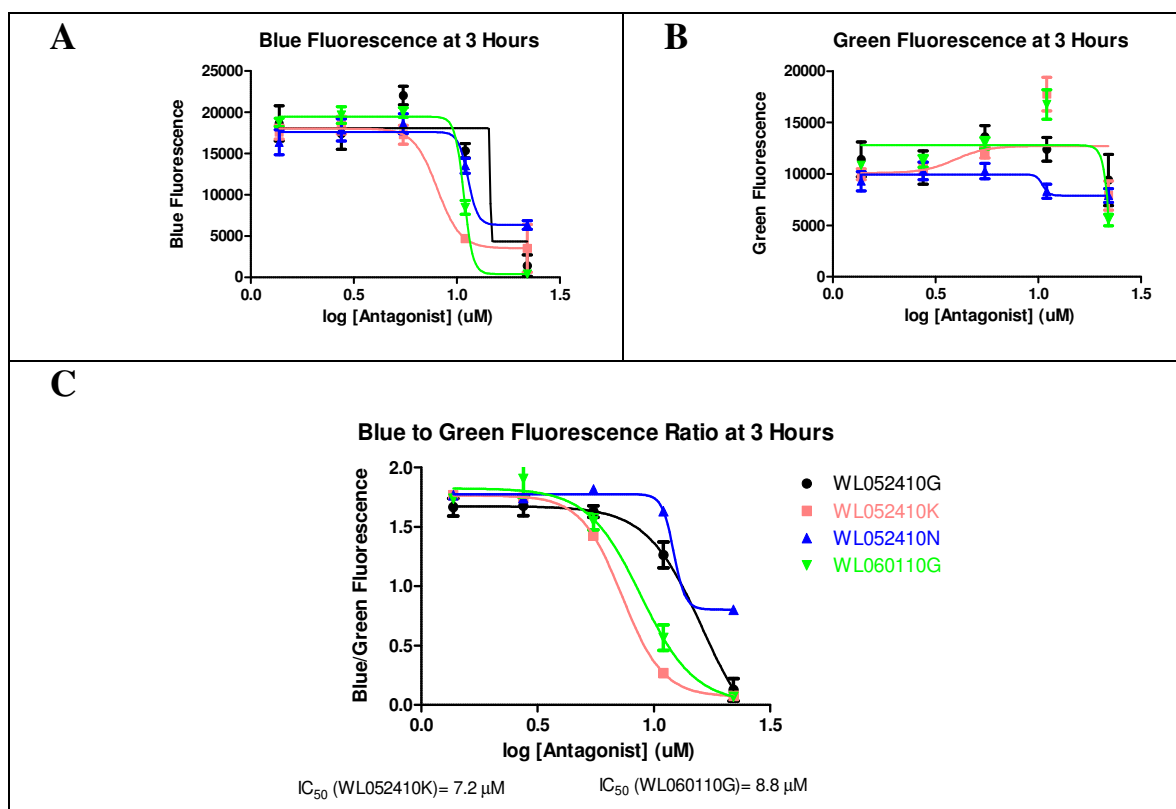 A
Blue Fluorescence at 3 Hours
25000
20000
15000
10000
5000
0
Blue Fluorescence
0.0 0.5 1.0 1.5
log [Antagonist] (uM)
B
Green Fluorescence at 3 Hours
20000
15000
10000
5000
0
Green Fluorescence
0.0 0.5 1.0 1.5
log [Antagonist] (uM)
C
Blue to Green Fluorescence Ratio at 3 Hours
2.0
1.5
1.0
0.5
0.0
Blue/Green Fluorescence
0.0 0.5 1.0 1.5
log [Antagonist] (uM)
WL052410G
WL052410K
WL052410N
WL060110G
IC50 (WL052410K)= 7.2 μM IC50 (WL060110G)= 8.8 μM